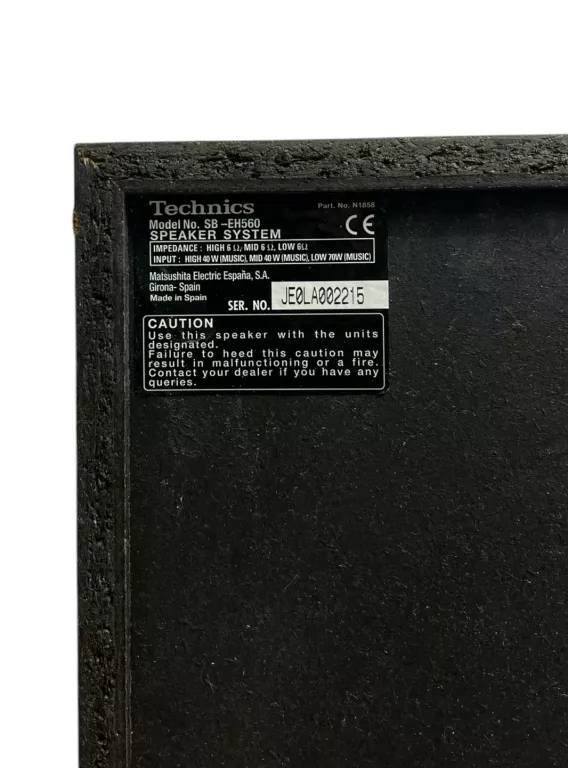 Technics
Part. No. N1858
Model No. SB-EH560
SPEAKER SYSTEM
CE
IMPEDANCE : HIGH 6 Ω, MID 6 Ω, LOW 6Ω
INPUT : HIGH 40 W (MUSIC), MID 40 W (MUSIC), LOW 70W (MUSIC)
Matsushita Electric España, S.A.
Girona- Spain
Made in Spain
SER. NO. JE0LA002215
CAUTION
Use this speaker with the units
designated.
Failure to heed this caution may
result in malfunctioning or a fire.
Contact your dealer if you have any
queries.